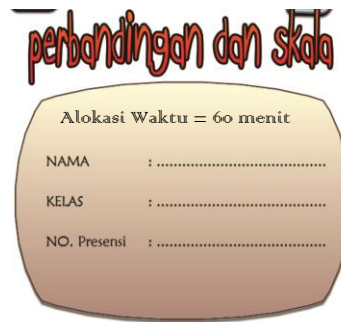 perbandingan dan skala
Alokasi Waktu = 60 menit
NAMA : ......................................
KELAS : ......................................
NO. Presensi : ......................................